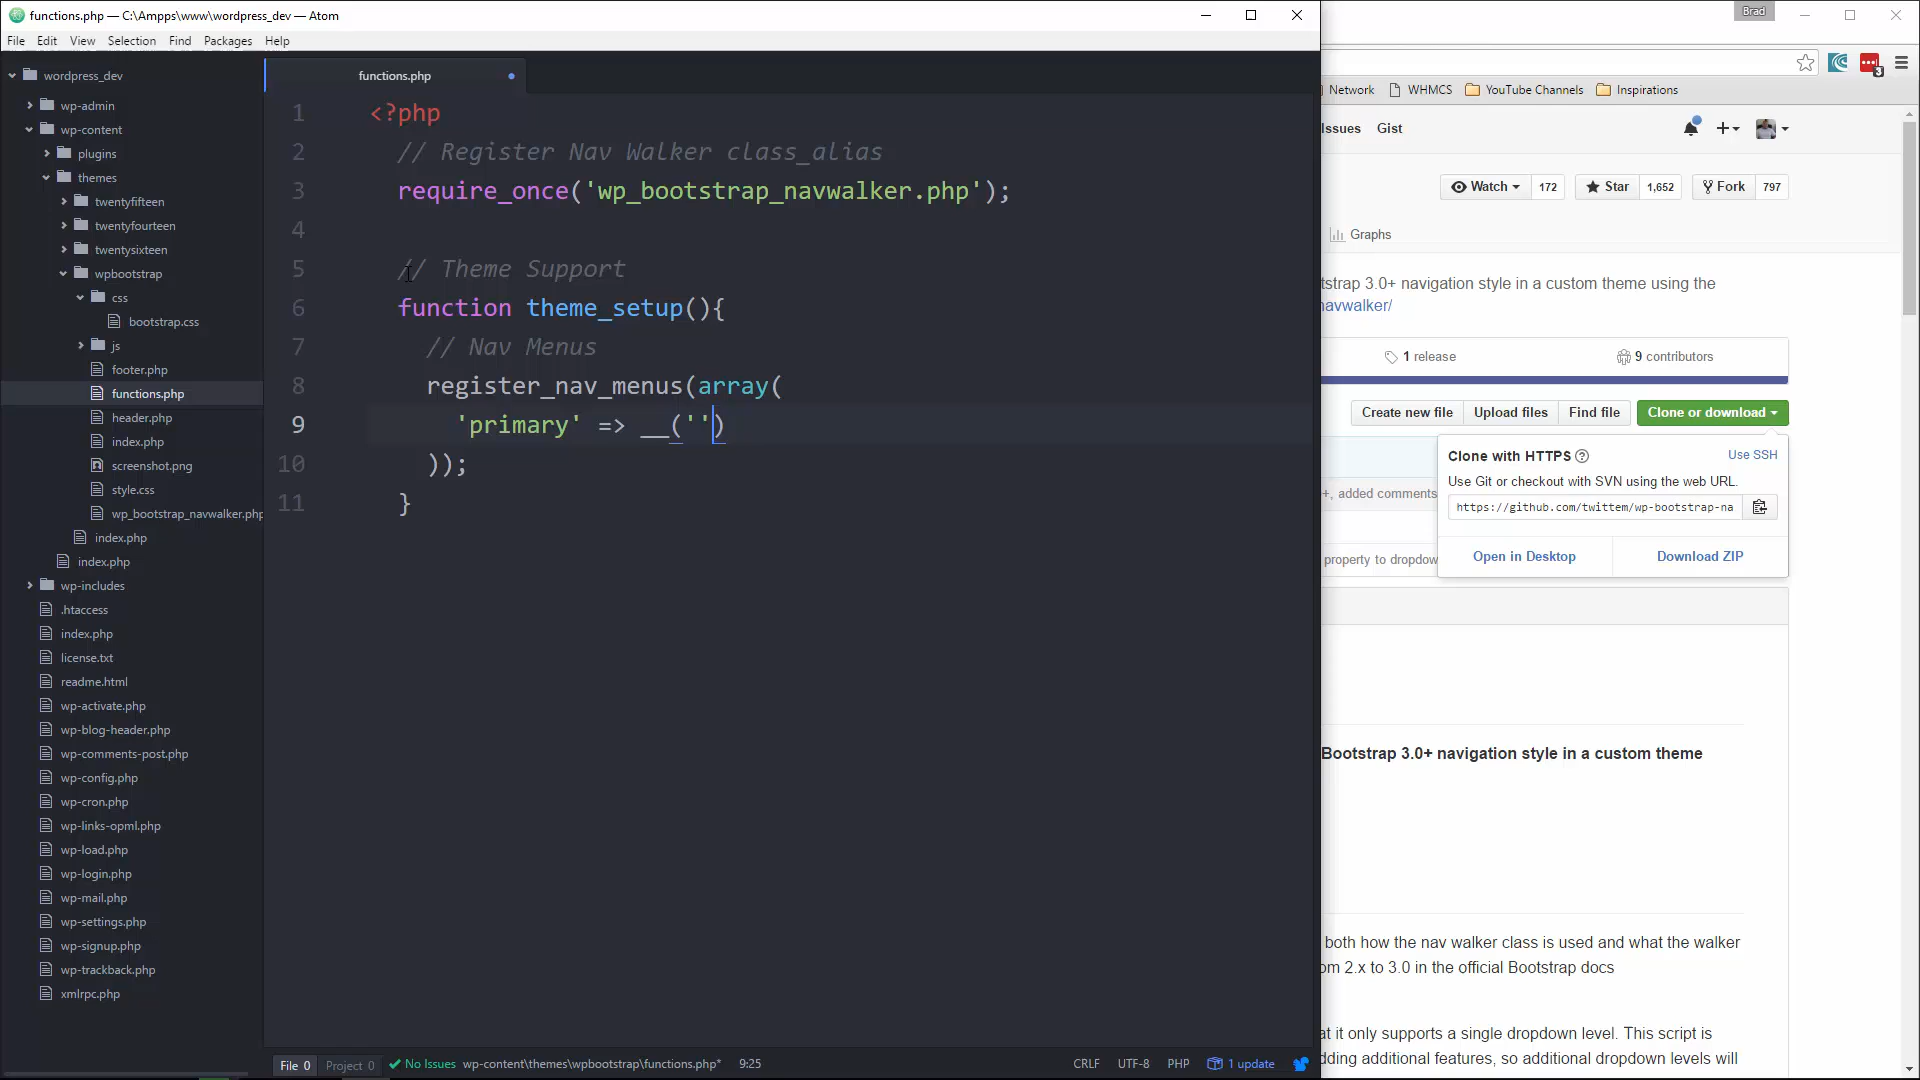 functions.php — C:\Ampps\www\wordpress_dev — Atom
Brad
File Edit View Selection Find Packages Help
3
Network WHMCS YouTube Channels Inspirations
wordpress_dev
wp-admin
wp-content
plugins
themes
twentyfifteen
twentyfourteen
twentysixteen
wpbootstrap
css
bootstrap.css
js
footer.php
functions.php
header.php
index.php
screenshot.png
style.css
wp_bootstrap_navwalker.php
index.php
index.php
wp-includes
.htaccess
index.php
license.txt
readme.html
wp-activate.php
wp-blog-header.php
wp-comments-post.php
wp-config.php
wp-cron.php
wp-links-opml.php
wp-load.php
wp-login.php
wp-mail.php
wp-settings.php
wp-signup.php
wp-trackback.php
xmlrpc.php
functions.php
1 <?php
2 // Register Nav Walker class_alias
3 require_once('wp_bootstrap_navwalker.php');
4
5 // Theme Support
6 function theme_setup(){
7 // Nav Menus
8 register_nav_menus(array(
9 'primary' => __('')
10 ));
11 }
File 0 Project 0 No Issues wp-content\themes\wpbootstrap\functions.php* 9:25 CRLF UTF-8 PHP 1 update
Issues Gist
Watch 172 Star 1,652 Fork 797
Graphs
tstrap 3.0+ navigation style in a custom theme using the
navwalker/
1 release 9 contributors
Create new file Upload files Find file Clone or download
Clone with HTTPS ? Use SSH
Use Git or checkout with SVN using the web URL.
+, added comments
https://github.com/twittem/wp-bootstrap-na
property to dropdow
Open in Desktop Download ZIP
Bootstrap 3.0+ navigation style in a custom theme
both how the nav walker class is used and what the walker
om 2.x to 3.0 in the official Bootstrap docs
at it only supports a single dropdown level. This script is
dding additional features, so additional dropdown levels will